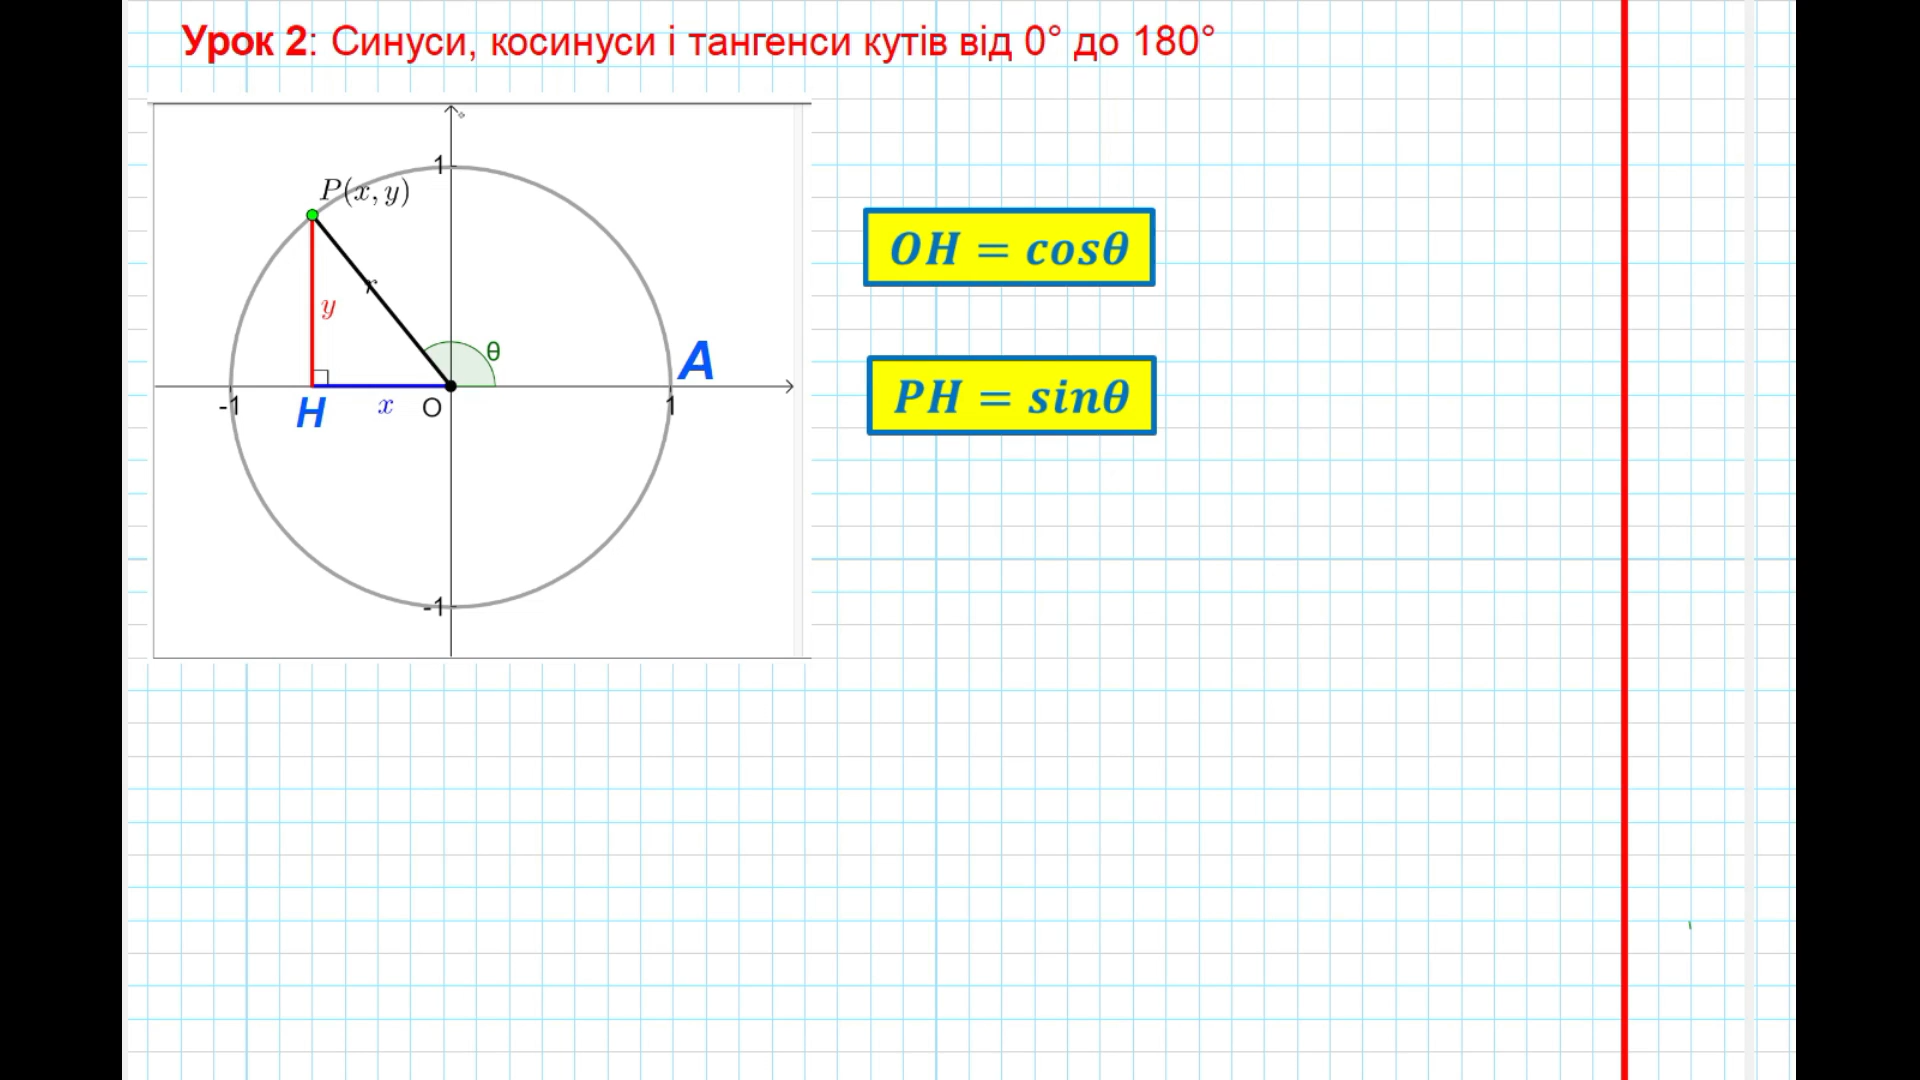 Урок 2: Синуси, косинуси і тангенси кутів від 0° до 180°
1
P(x, y)
r
y
θ
A
-1
H
x
O
1
-1
OH = cosθ
PH = sinθ